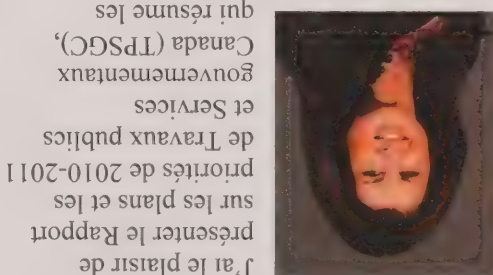 J'ai le plaisir de
présenter le Rapport
sur les plans et les
priorités de 2010-2011
de Travaux publics
et Services
gouvernementaux
Canada (TPSGC),
qui résume les